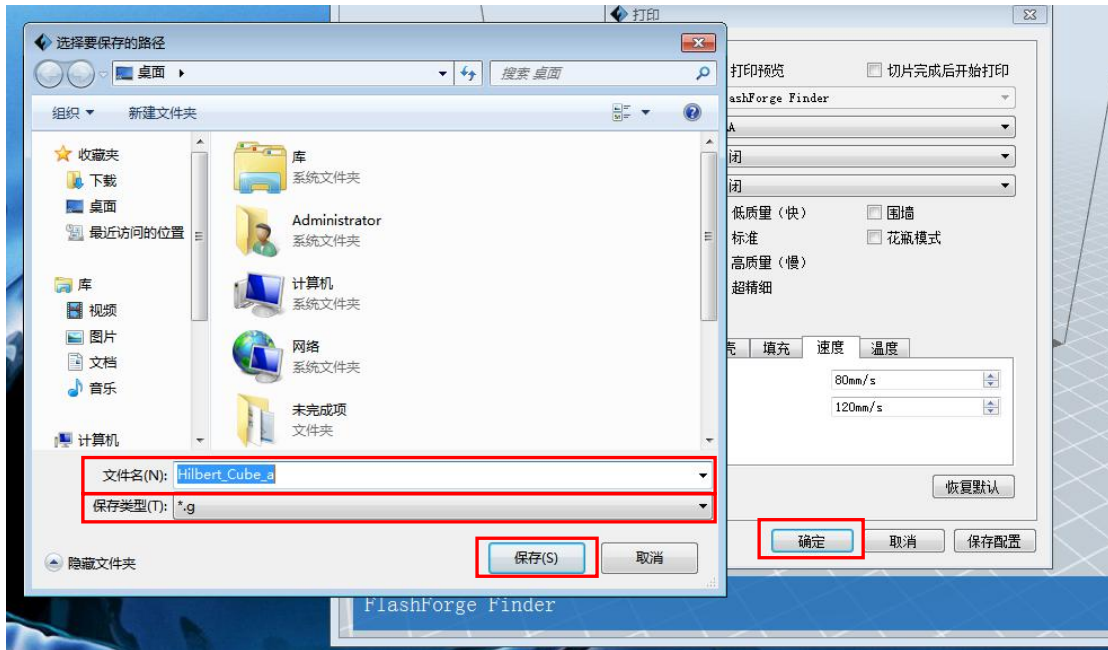 打印
选择要保存的路径
桌面
搜索 桌面
打印预览
切片完成后开始打印
ashForge Finder
组织
新建文件夹
收藏夹
下载
桌面
最近访问的位置
库
视频
图片
文档
音乐
计算机
库
系统文件夹
Administrator
系统文件夹
计算机
系统文件夹
网络
系统文件夹
未完成项
文件夹
闭
闭
低质里（快）
围墙
标准
花瓶模式
高质里（慢）
超精细
壳
填充
速度
温度
80mm/s
120mm/s
文件名(N):
Hilbert_Cube_a
保存类型(T):
*.g
恢复默认
隐藏文件夹
保存(S)
取消
确定
取消
保存配置
FlashForge Finder